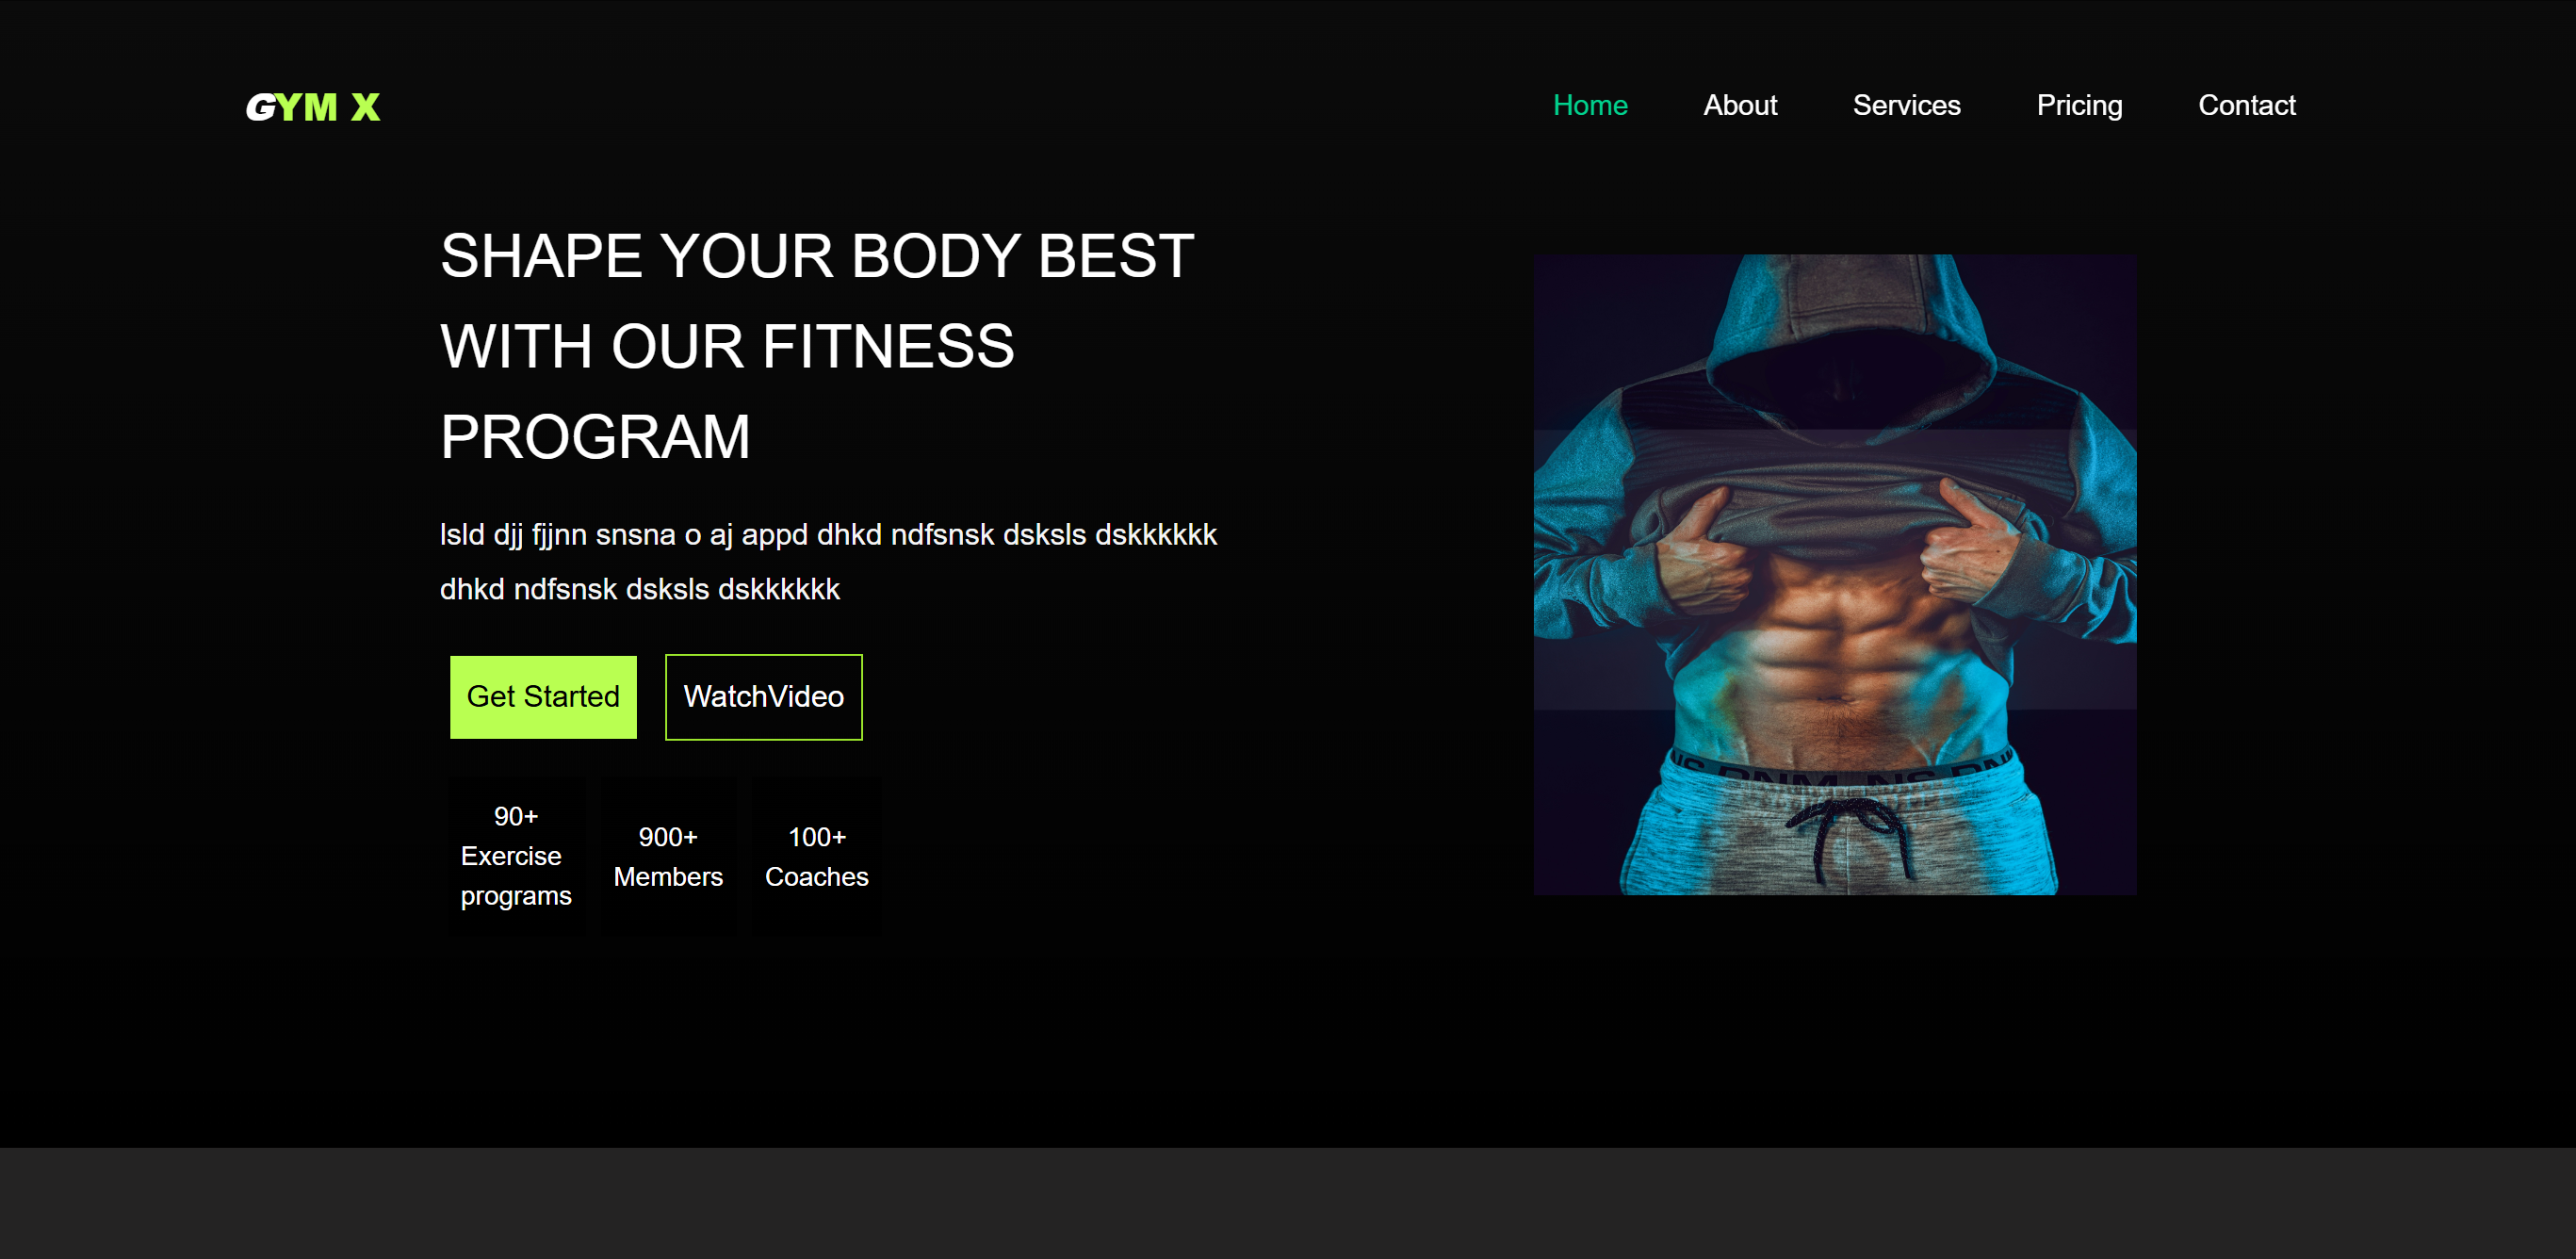 GYM X
Home About Services Pricing Contact
SHAPE YOUR BODY BEST
WITH OUR FITNESS
PROGRAM
lsld djj fjjnn snsna o aj appd dhkd ndfsnsk dsksls dskkkkkk
dhkd ndfsnsk dsksls dskkkkkk
Get Started WatchVideo
90+
Exercise
programs
900+
Members
100+
Coaches